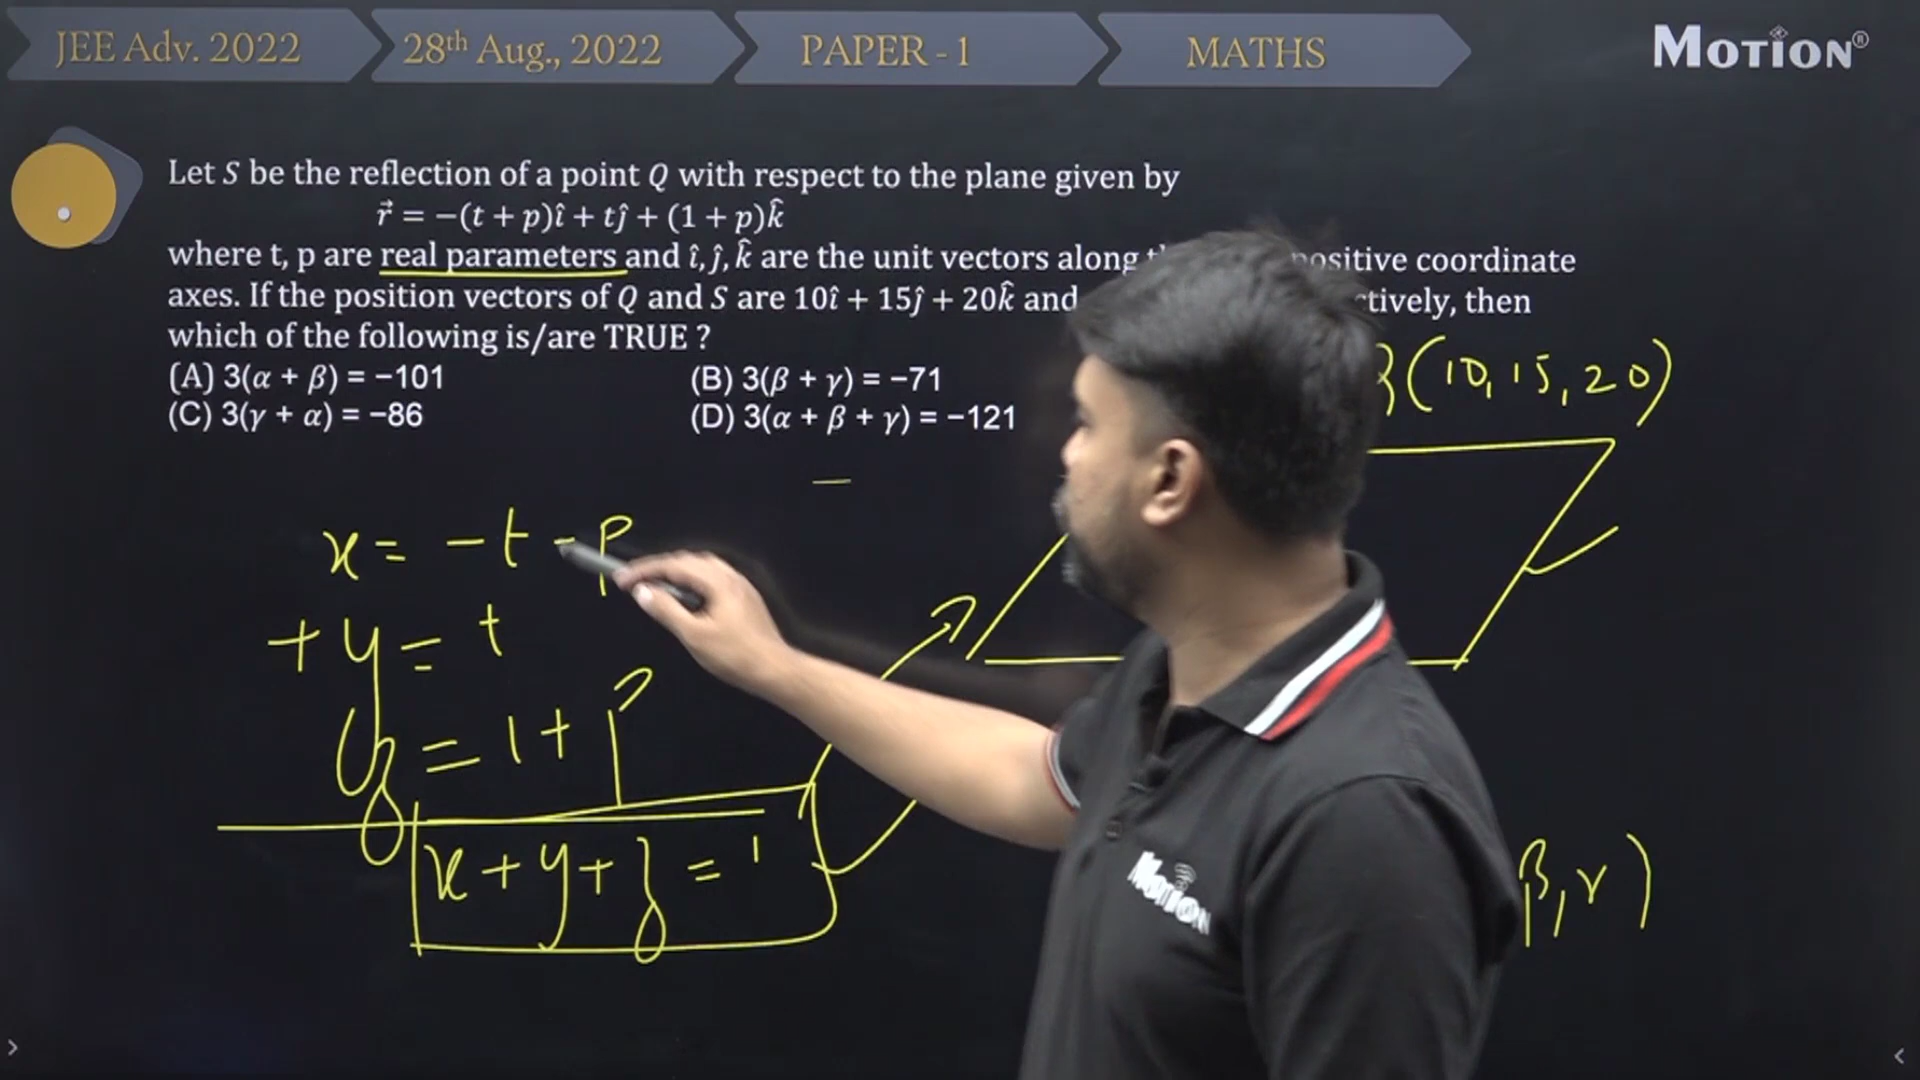 JEE Adv. 2022 28th Aug., 2022 PAPER - 1 MATHS MOTION®
Let S be the reflection of a point Q with respect to the plane given by
r⃗ = −(t + p)î + tĵ + (1 + p)k̂
where t, p are real parameters and î, ĵ, k̂ are the unit vectors along positive coordinate
axes. If the position vectors of Q and S are 10î + 15ĵ + 20k̂ and then
which of the following is/are TRUE ?
(A) 3(α + β) = −101 (B) 3(β + γ) = −71
(C) 3(γ + α) = −86 (D) 3(α + β + γ) = −121
(10, 15, 20)
x = − t − p
+ y = t
z = 1 + p
x + y + z = 1
β, γ)
MOTION